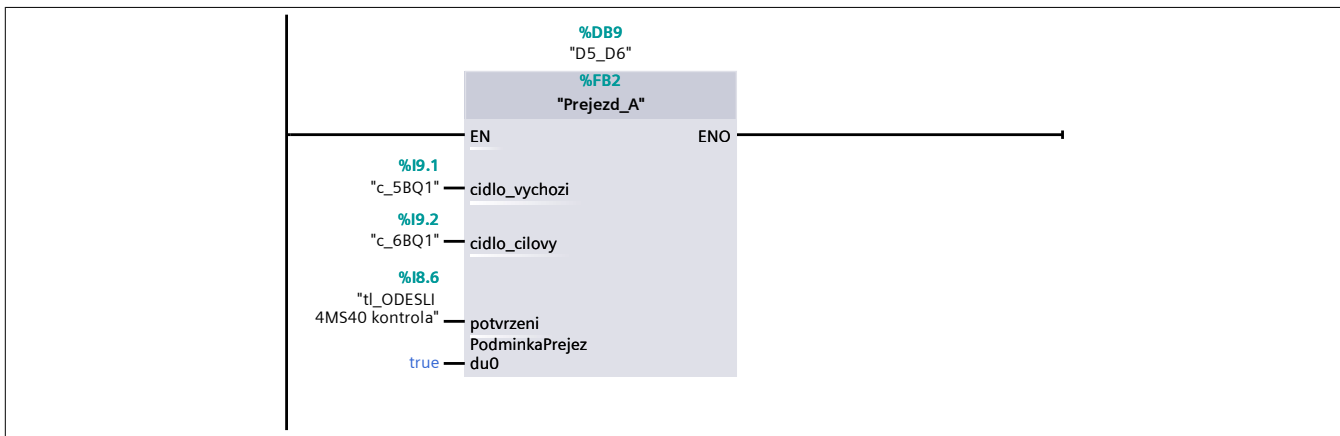 %DB9
"D5_D6"
%FB2
"Prejezd_A"
EN
ENO
%I9.1
"c_5BQ1"
cidlo_vychozi
%I9.2
"c_6BQ1"
cidlo_cilovy
%I8.6
"tl_ODESLI
4MS40 kontrola"
potvrzeni
PodminkaPrejez
true
du0